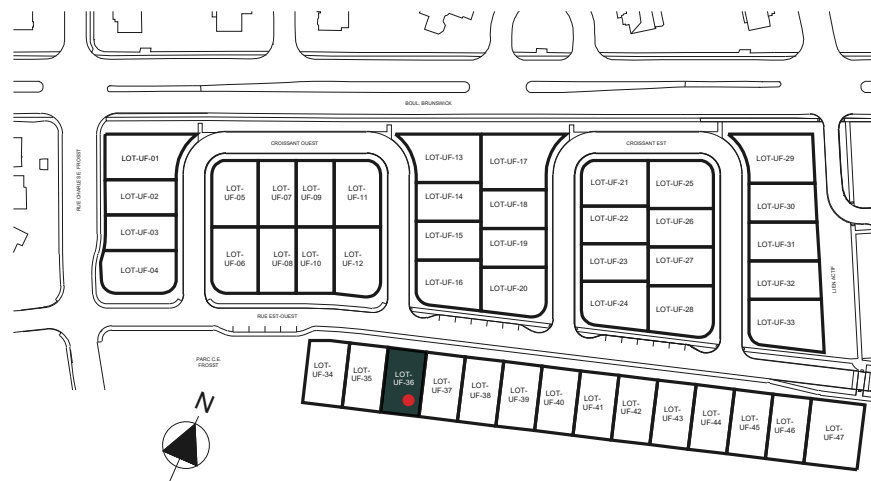 BOUL. BRUNSWICK
RUE CHARLES E. FROSST
CROISSANT OUEST
CROISSANT EST
LOT-UF-01
LOT-UF-02
LOT-UF-03
LOT-UF-04
LOT-
UF-05
LOT-
UF-07
LOT-
UF-09
LOT-
UF-11
LOT-
UF-06
LOT-
UF-08
LOT-
UF-10
LOT-
UF-12
LOT-UF-13
LOT-UF-14
LOT-UF-15
LOT-UF-16
LOT-UF-17
LOT-UF-18
LOT-UF-19
LOT-UF-20
LOT-UF-21
LOT-UF-22
LOT-UF-23
LOT-UF-24
LOT-UF-25
LOT-UF-26
LOT-UF-27
LOT-UF-28
LOT-UF-29
LOT-UF-30
LOT-UF-31
LOT-UF-32
LOT-UF-33
LIEN ACTIF
RUE EST-OUEST
PARC C.E.
FROSST
LOT-
UF-34
LOT-
UF-35
LOT-
UF-36
LOT-
UF-37
LOT-
UF-38
LOT-
UF-39
LOT-
UF-40
LOT-
UF-41
LOT-
UF-42
LOT-
UF-43
LOT-
UF-44
LOT-
UF-45
LOT-
UF-46
LOT-
UF-47
N